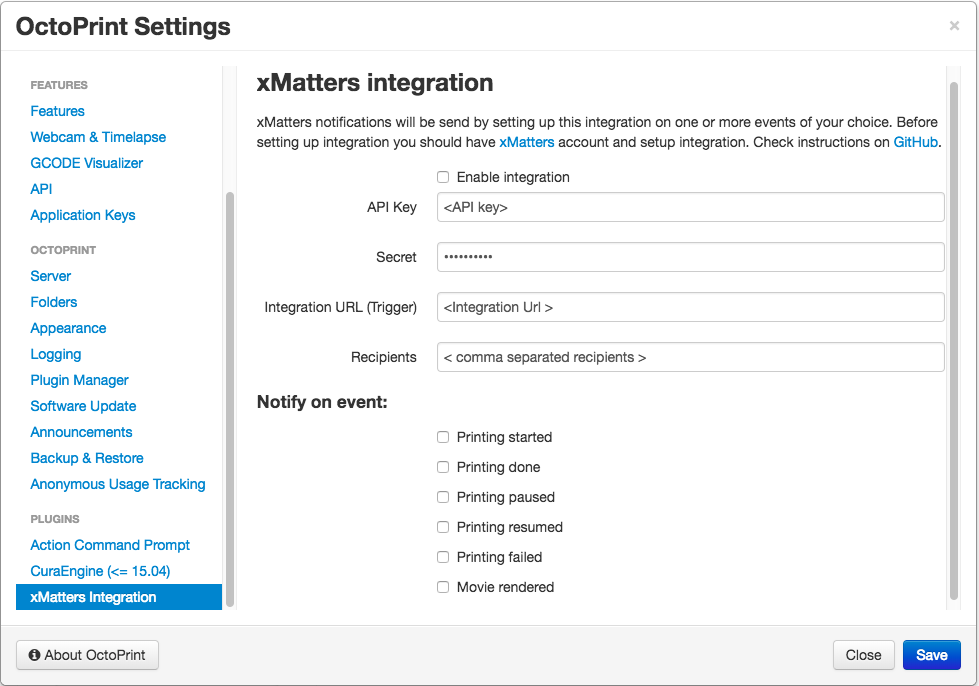 OctoPrint Settings
×
FEATURES
Features
Webcam & Timelapse
GCODE Visualizer
API
Application Keys
OCTOPRINT
Server
Folders
Appearance
Logging
Plugin Manager
Software Update
Announcements
Backup & Restore
Anonymous Usage Tracking
PLUGINS
Action Command Prompt
CuraEngine (<= 15.04)
xMatters Integration
xMatters integration
xMatters notifications will be send by setting up this integration on one or more events of your choice. Before
setting up integration you should have xMatters account and setup integration. Check instructions on GitHub.
Enable integration
API Key <API key>
Secret ••••••••••
Integration URL (Trigger) <Integration Url >
Recipients < comma separated recipients >
Notify on event:
Printing started
Printing done
Printing paused
Printing resumed
Printing failed
Movie rendered
About OctoPrint
Close
Save